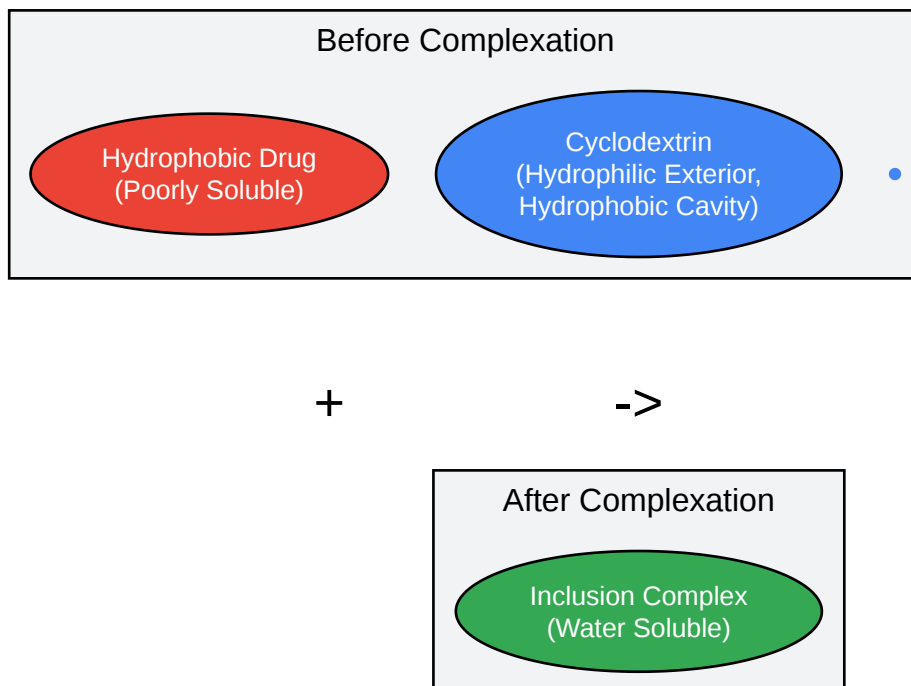 Before Complexation
Hydrophobic Drug
(Poorly Soluble)
Cyclodextrin
(Hydrophilic Exterior,
Hydrophobic Cavity)
+
->
After Complexation
Inclusion Complex
(Water Soluble)